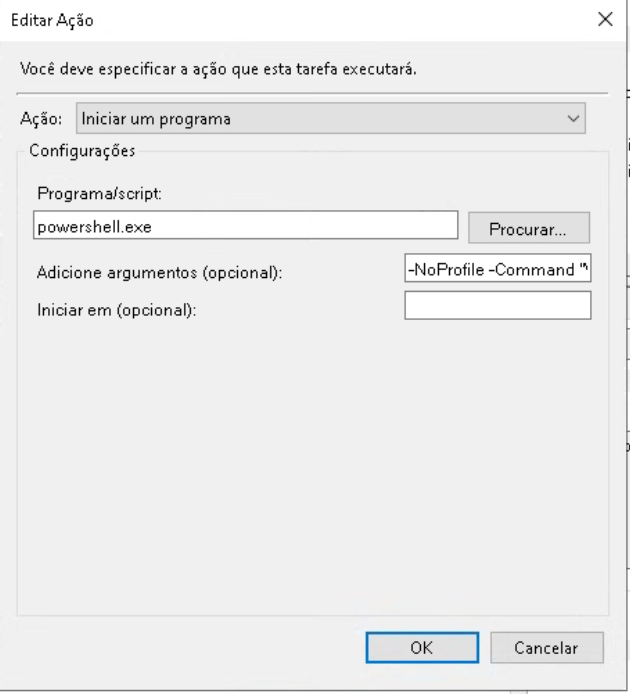 Editar Ação
Você deve especificar a ação que esta tarefa executará.
Ação: Iniciar um programa
Configurações
Programa/script:
powershell.exe
Procurar...
Adicione argumentos (opcional): -NoProfile -Command "
Iniciar em (opcional):
OK
Cancelar